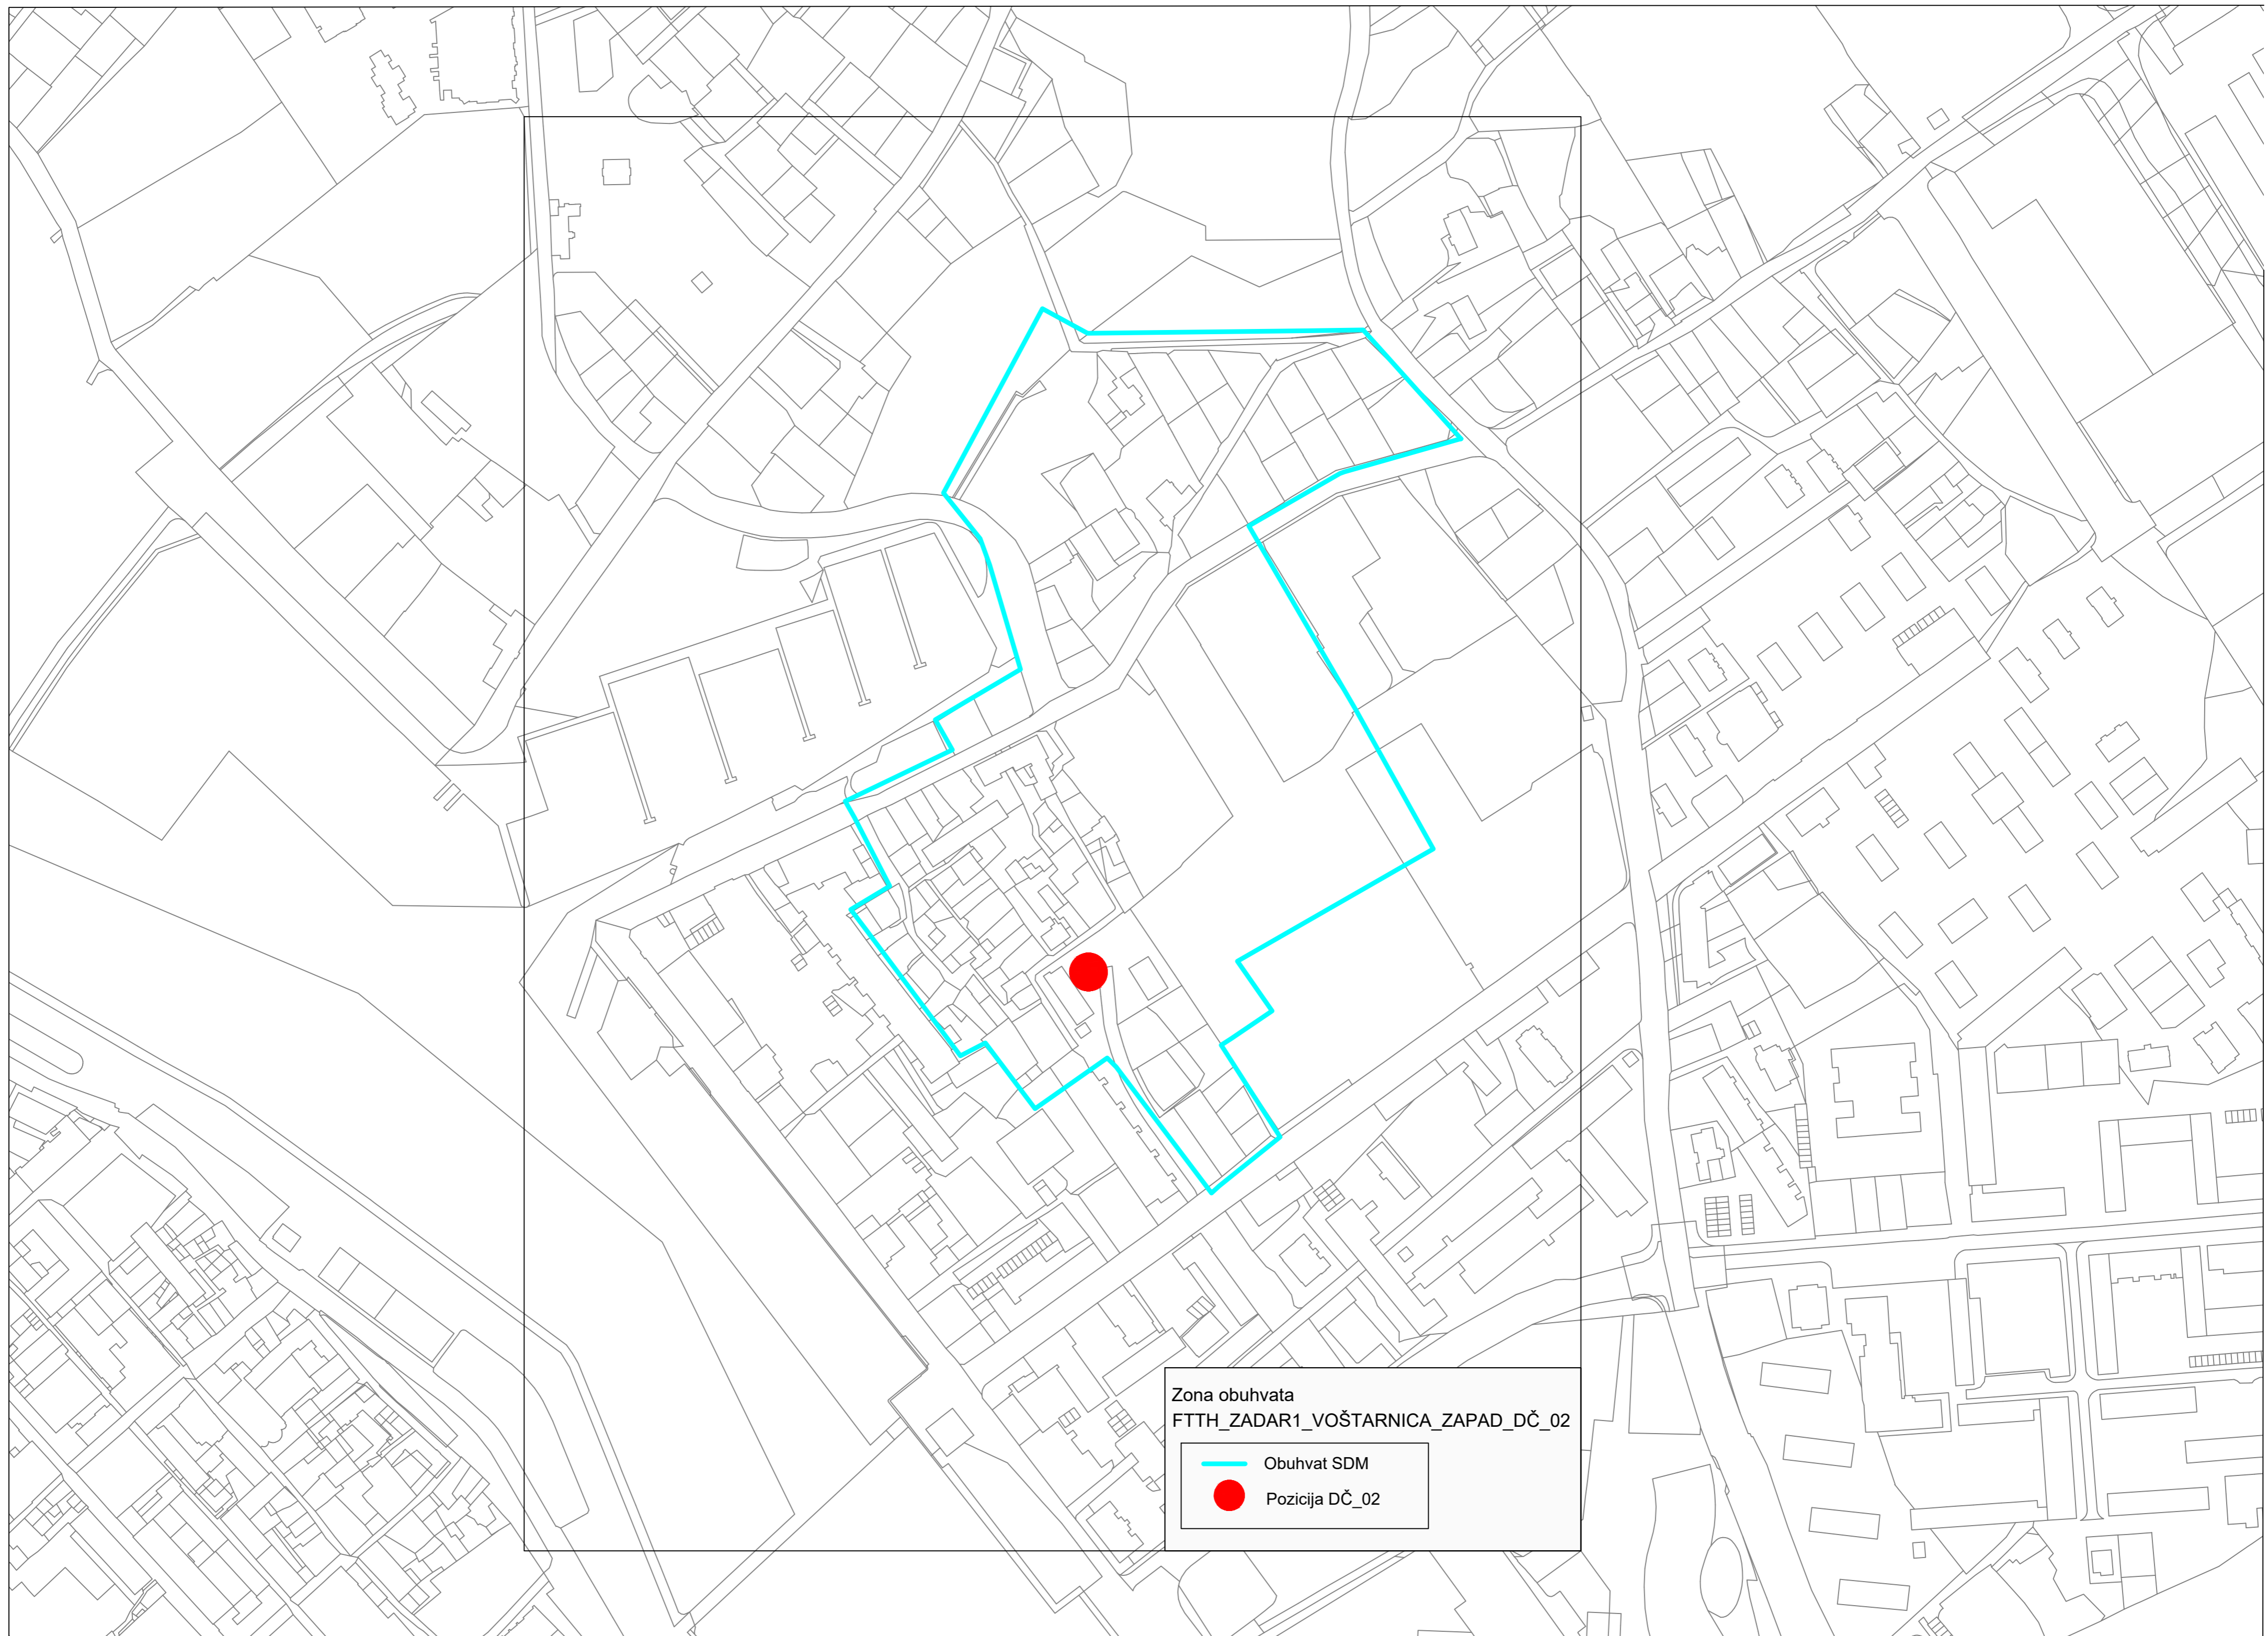 Zona obuhvata
FTTH_ZADAR1_VOŠTARNICA_ZAPAD_DČ_02
Obuhvat SDM
Pozicija DČ_02